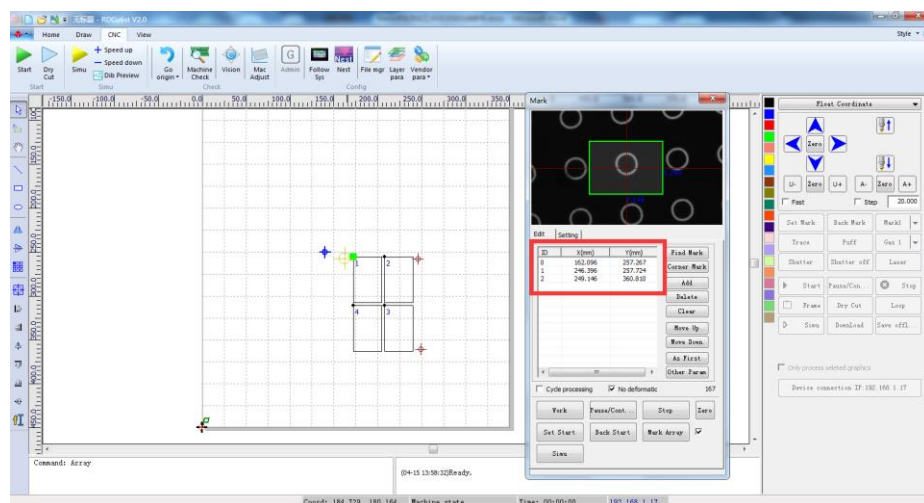 无标题 - RDCutist V2.0
Home Draw CNC View Style
Start Dry Cut Simu Speed up Speed down Dib Preview Go origin Machine Check Vision Mac Adjust Admin Follow Sys Nest File mgr Layer para Vendor para
Start Simu Check Config
-150.0 -100.0 -50.0 0.0 50.0 100.0 150.0 200.0 250.0 300.0 350.0
1 2
4 3
Mark
Edit Setting
ID X(mm) Y(mm)
0 162.896 257.267
1 246.396 257.724
2 249.146 360.818
Find Mark
Corner Mark
Add
Delete
Clear
Move Up
Move Down
As First
Other Param
Cycle processing No deformatic 167
Work Pause/Cont... Stop Zero
Set Start Back Start Mark Array
Simu
Float Coordinate
Zero
U- Zero U+ A- Zero A+
Fast Step 20.000
Set Mark Back Mark Mark1
Trace Puff Gas 1
Shutter Shutter off Laser
Start Pause/Con... Stop
Frame Dry Cut Loop
Simu DownLoad Save offl...
Only process seleted graphics
Device connection IP:192.168.1.17
Command: Array
(04-15 13:58:32)Ready.
Coord: 184.729, 180.164 Machine state Time: 00:00:00 192.168.1.17